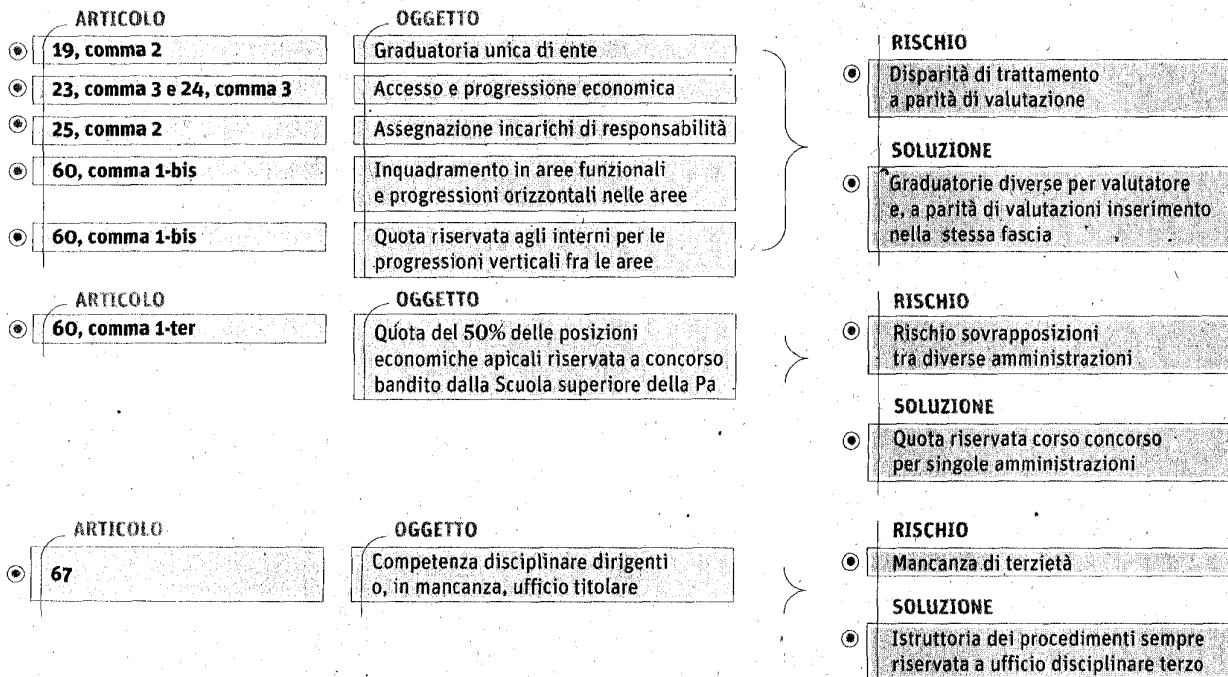 ARTICOLO
19, comma 2
23, comma 3 e 24, comma 3
25, comma 2
60, comma 1-bis
60, comma 1-bis
OGGETTO
Graduatoria unica di ente
Accesso e progressione economica
Assegnazione incarichi di responsabilità
Inquadramento in aree funzionali
e progressioni orizzontali nelle aree
Quota riservata agli interni per le
progressioni verticali fra le aree
RISCHIO
Disparità di trattamento
a parità di valutazione
SOLUZIONE
Graduatorie diverse per valutatore
e, a parità di valutazioni inserimento
nella stessa fascia
ARTICOLO
60, comma 1-ter
OGGETTO
Quota del 50% delle posizioni
economiche apicali riservata a concorso
bandito dalla Scuola superiore della Pa
RISCHIO
Rischio sovrapposizioni
tra diverse amministrazioni
SOLUZIONE
Quota riservata corso concorso
per singole amministrazioni
ARTICOLO
67
OGGETTO
Competenza disciplinare dirigenti
o, in mancanza, ufficio titolare
RISCHIO
Mancanza di terzietà
SOLUZIONE
Istruttoria dei procedimenti sempre
riservata a ufficio disciplinare terzo